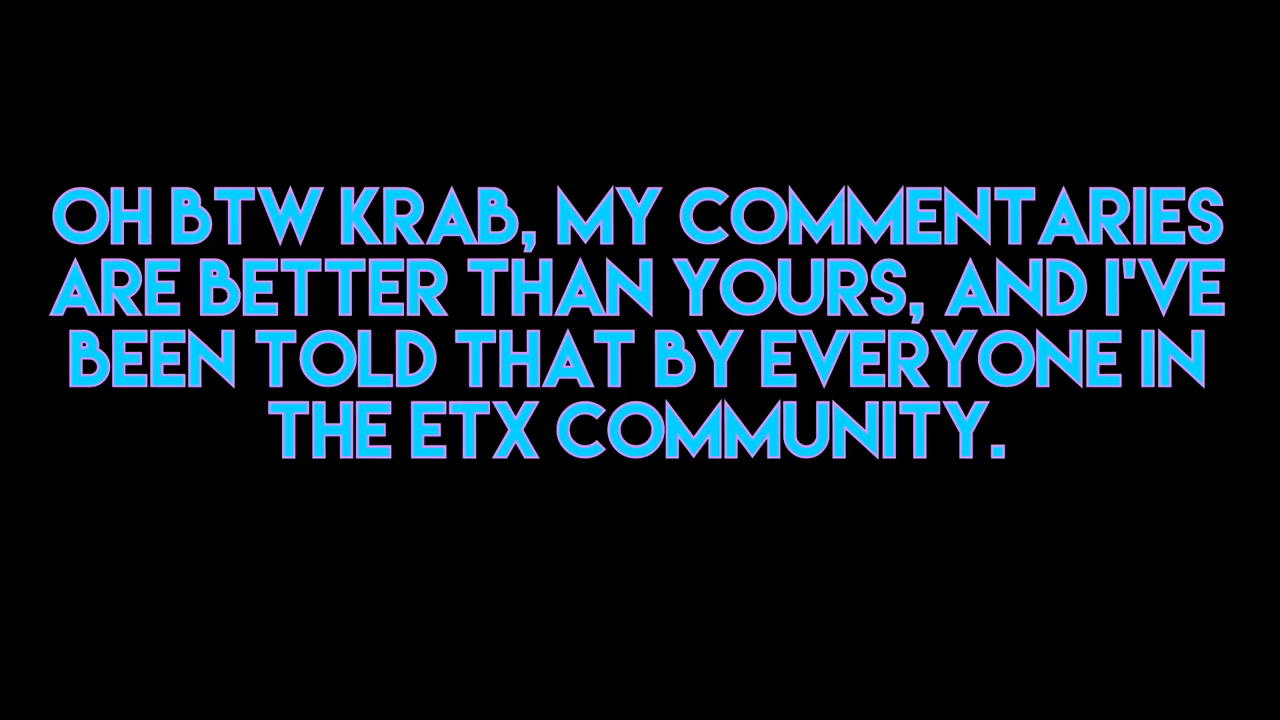 OH BTW KRAB, MY COMMENTARIES
ARE BETTER THAN YOURS, AND I'VE
BEEN TOLD THAT BY EVERYONE IN
THE ETX COMMUNITY.